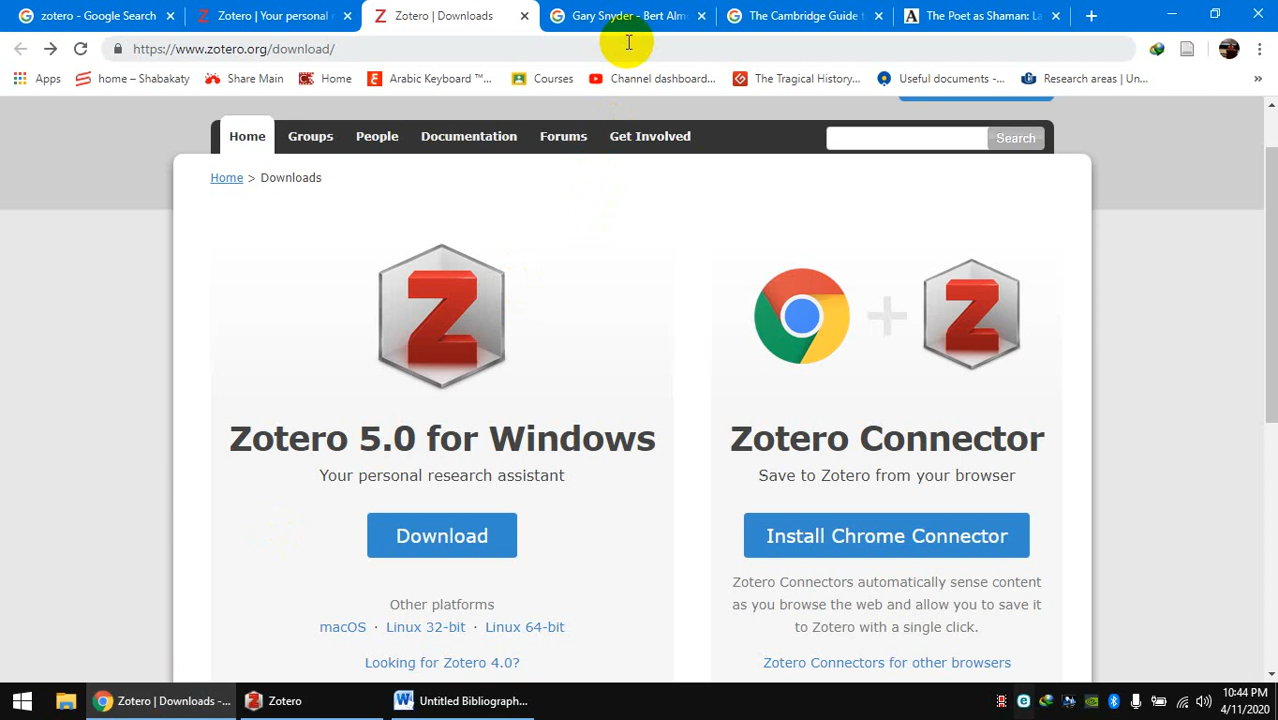 zotero - Google Search
Zotero | Your personal r
Zotero | Downloads
Gary Snyder - Bert Alm
The Cambridge Guide t
The Poet as Shaman: La
https://www.zotero.org/download/
Apps
home – Shabakaty
Share Main
Home
Arabic Keyboard ™...
Courses
Channel dashboard...
The Tragical History...
Useful documents -...
Research areas | Un...
Home
Groups
People
Documentation
Forums
Get Involved
Search
Home > Downloads
Zotero 5.0 for Windows
Your personal research assistant
Download
Other platforms
macOS · Linux 32-bit · Linux 64-bit
Looking for Zotero 4.0?
Zotero Connector
Save to Zotero from your browser
Install Chrome Connector
Zotero Connectors automatically sense content
as you browse the web and allow you to save it
to Zotero with a single click.
Zotero Connectors for other browsers
Zotero | Downloads -...
Zotero
Untitled Bibliograph...
10:44 PM
4/11/2020